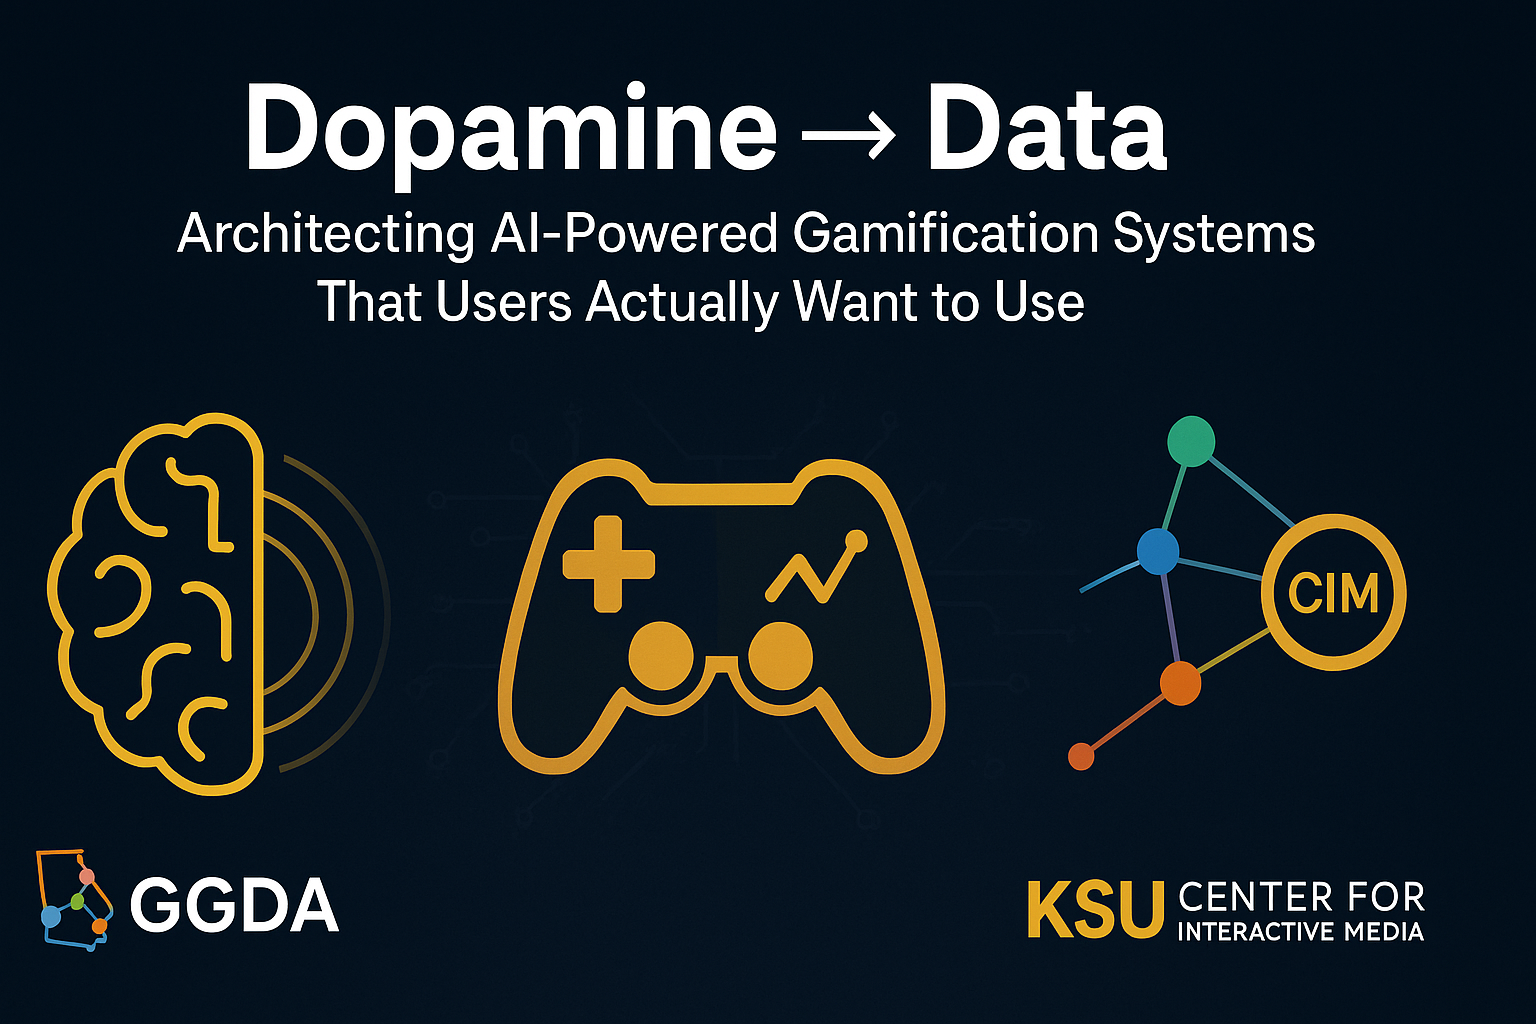 Dopamine → Data
Architecting AI-Powered Gamification Systems
That Users Actually Want to Use
CIM
GGDA
KSU CENTER FOR
INTERACTIVE MEDIA